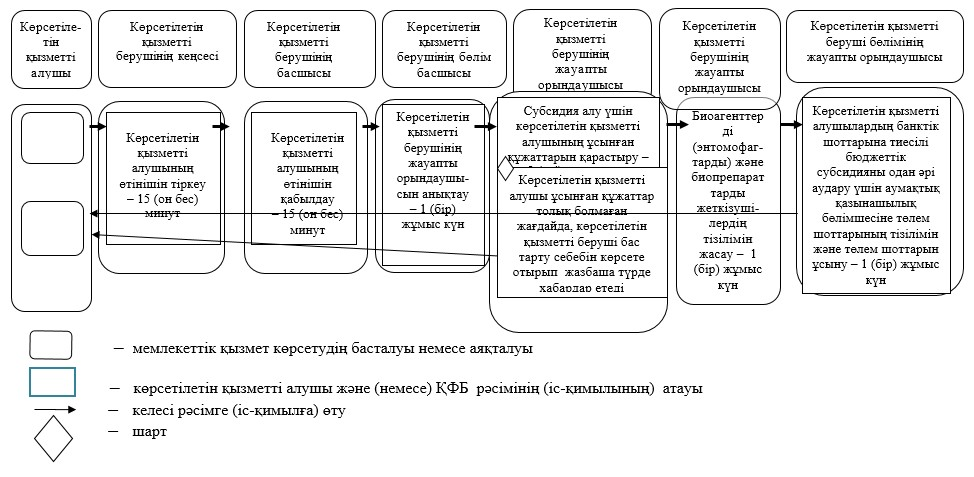 Көрсетіле-
тін
қызметті
алушы
Көрсетілетін
қызметті
берушінің кеңсесі
Көрсетілетін
қызметті
берушінің
басшысы
Көрсетілетін
қызметті
берушінің бөлім
басшысы
Көрсетілетін
қызметті
берушінің
жауапты
орындаушысы
Көрсетілетін
қызметті
берушінің
жауапты
орындаушысы
Көрсетілетін қызметті
беруші бөлімінің
жауапты орындаушысы
Көрсетілетін
қызметті
алушының
өтінішін тіркеу
– 15 (он бес)
минут
Көрсетілетін
қызметті
алушының
өтінішін
қабылдау
– 15 (он бес)
минут
Көрсетілетін
қызметті
берушінің
жауапты
орындаушы-
сын анықтау
– 1 (бір)
жұмыс күн
Субсидия алу үшін
көрсетілетін қызметті
алушының ұсынған
құжаттарын қарастыру –
Көрсетілетін қызметті
алушы ұсынған құжаттар
толық болмаған
жағдайда, көрсетілетін
қызметті беруші бас
тарту себебін көрсете
отырып жазбаша түрде
хабардар етеді
Биоагенттер
ді
(энтомофаг-
тарды) және
биопрепарат
тарды
жеткізуші-
лердің
тізілімін
жасау – 1
(бір) жұмыс
күн
Көрсетілетін қызметті
алушылардың банктік
шоттарына тиесілі
бюджеттік
субсидияны одан әрі
аудару үшін аумақтық
қазынашылық
бөлімшесіне төлем
шоттарының тізілімін
және төлем шоттарын
ұсыну – 1 (бір) жұмыс
күн
– мемлекеттік қызмет көрсетудің басталуы немесе аяқталуы
– көрсетілетін қызметті алушы және (немесе) ҚФБ рәсімінің (іс-қимылының) атауы
– келесі рәсімге (іс-қимылға) өту
– шарт